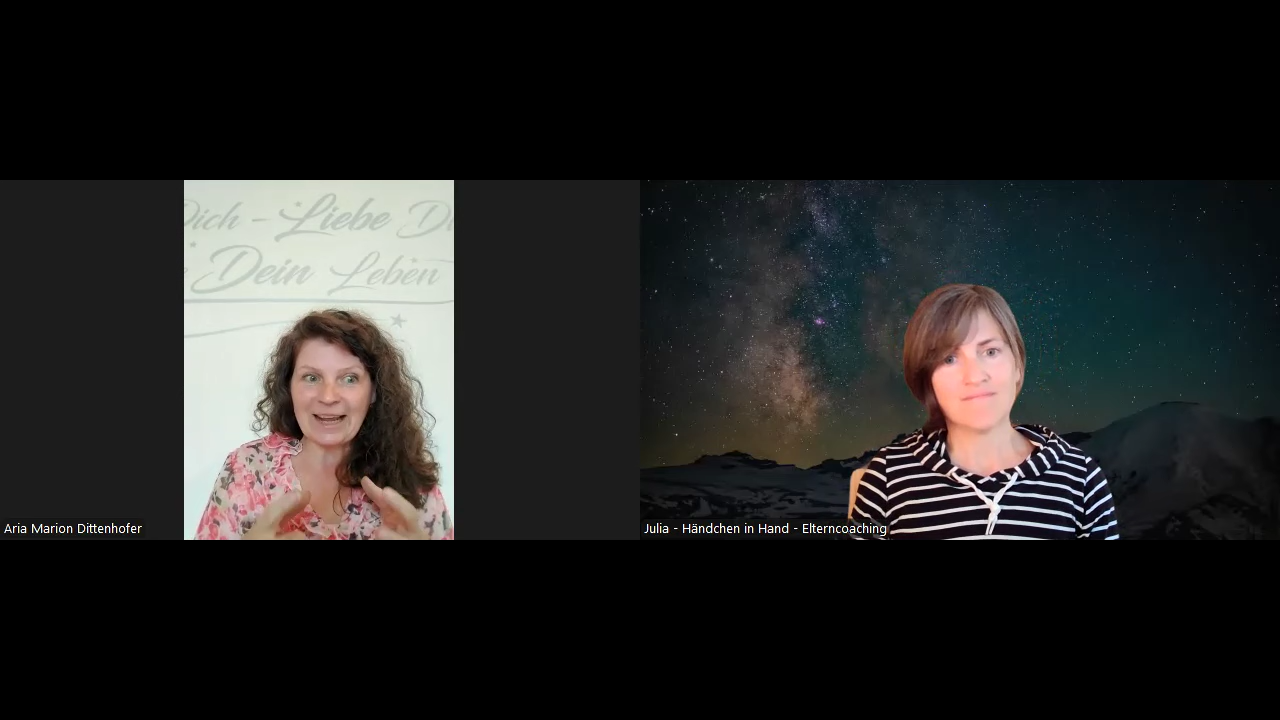 Dich - Liebe
Dein Leben
Aria Marion Dittenhofer
Julia - Händchen in Hand - Elterncoaching